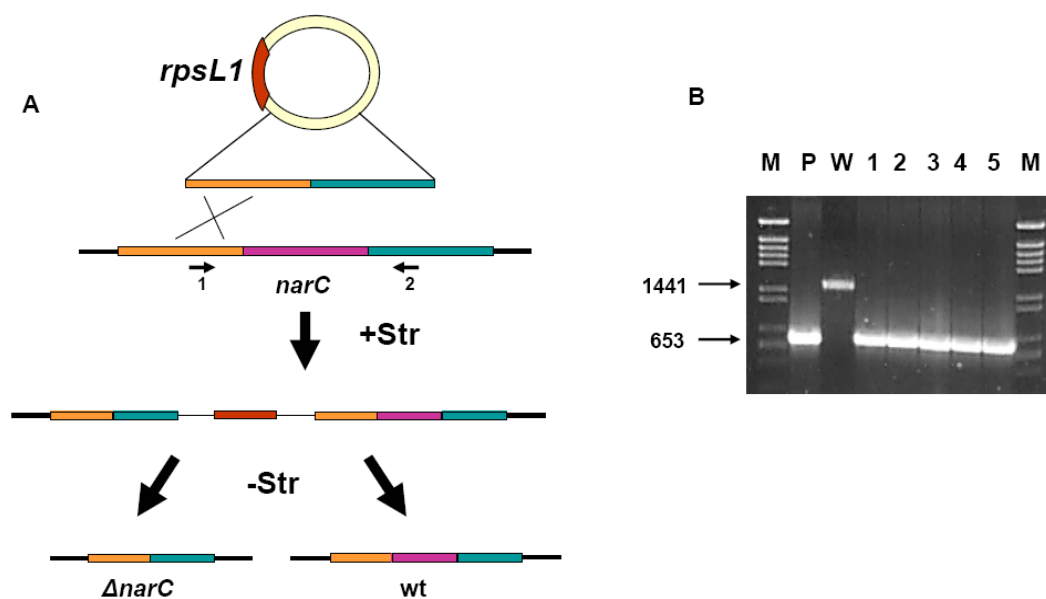 A
rpsL1
1
narC
2
+Str
-Str
ΔnarC
wt
B
M P W 1 2 3 4 5 M
1441
653